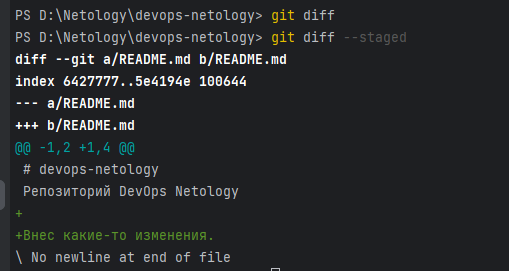 PS D:\Netology\devops-netology> git diff
PS D:\Netology\devops-netology> git diff --staged
diff --git a/README.md b/README.md
index 6427777..5e4194e 100644
--- a/README.md
+++ b/README.md
@@ -1,2 +1,4 @@
 # devops-netology
 Репозиторий DevOps Netology
+
+Внес какие-то изменения.
\ No newline at end of file